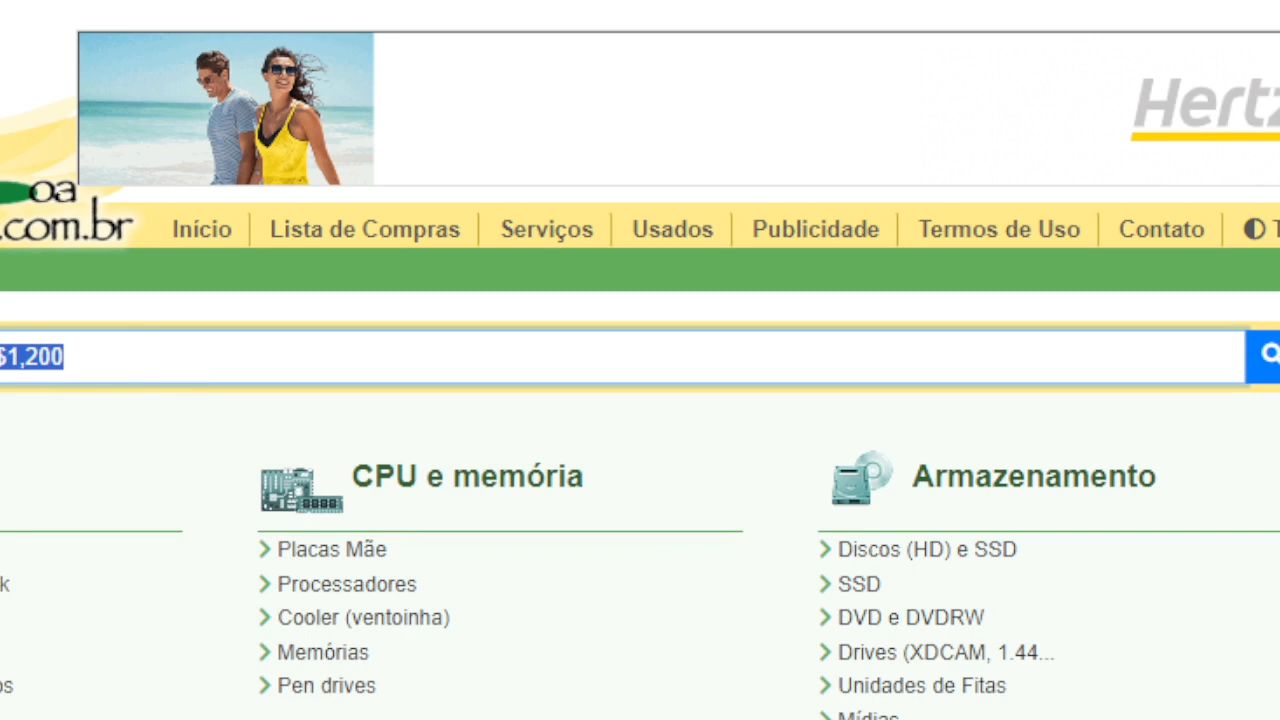 Hertz
oa
.com.br
Início
Lista de Compras
Serviços
Usados
Publicidade
Termos de Uso
Contato
$1,200
CPU e memória
Placas Mãe
Processadores
Cooler (ventoinha)
Memórias
Pen drives
Armazenamento
Discos (HD) e SSD
SSD
DVD e DVDRW
Drives (XDCAM, 1.44...
Unidades de Fitas
Mídias